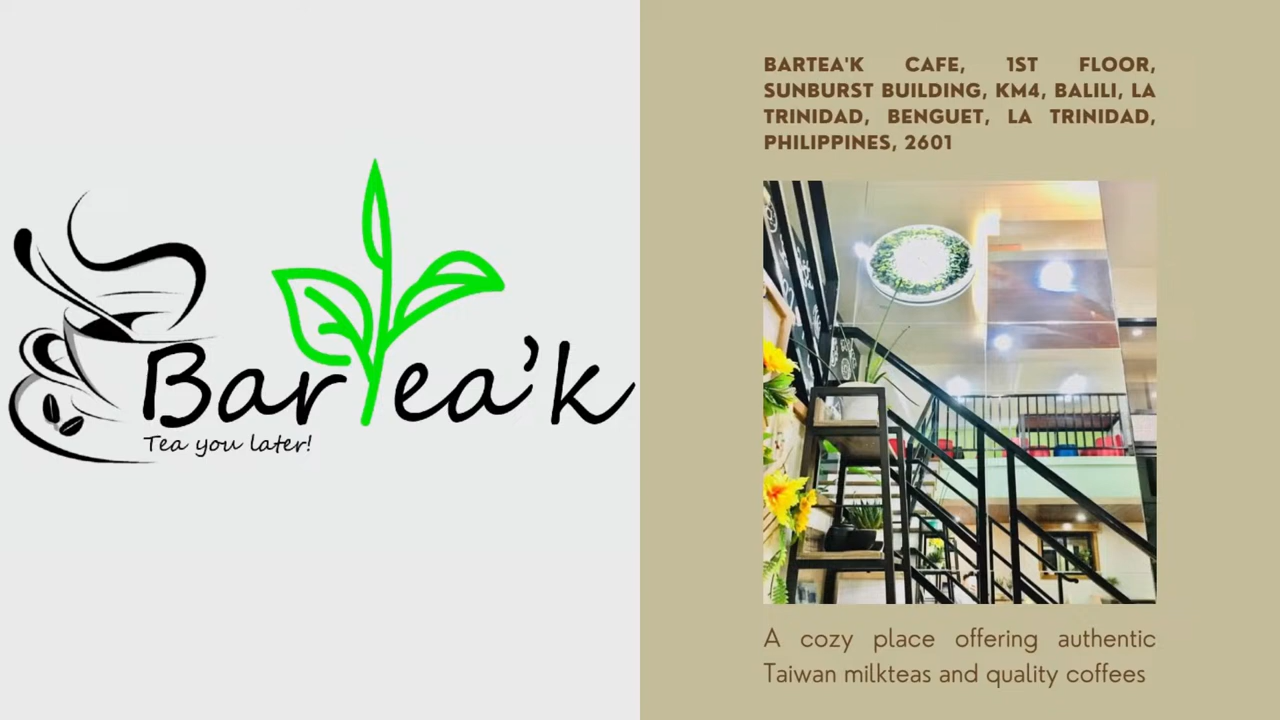 Bartea'k
Tea you later!
BARTEA'K CAFE, 1ST FLOOR,
SUNBURST BUILDING, KM4, BALILI, LA
TRINIDAD, BENGUET, LA TRINIDAD,
PHILIPPINES, 2601
A cozy place offering authentic
Taiwan milkteas and quality coffees